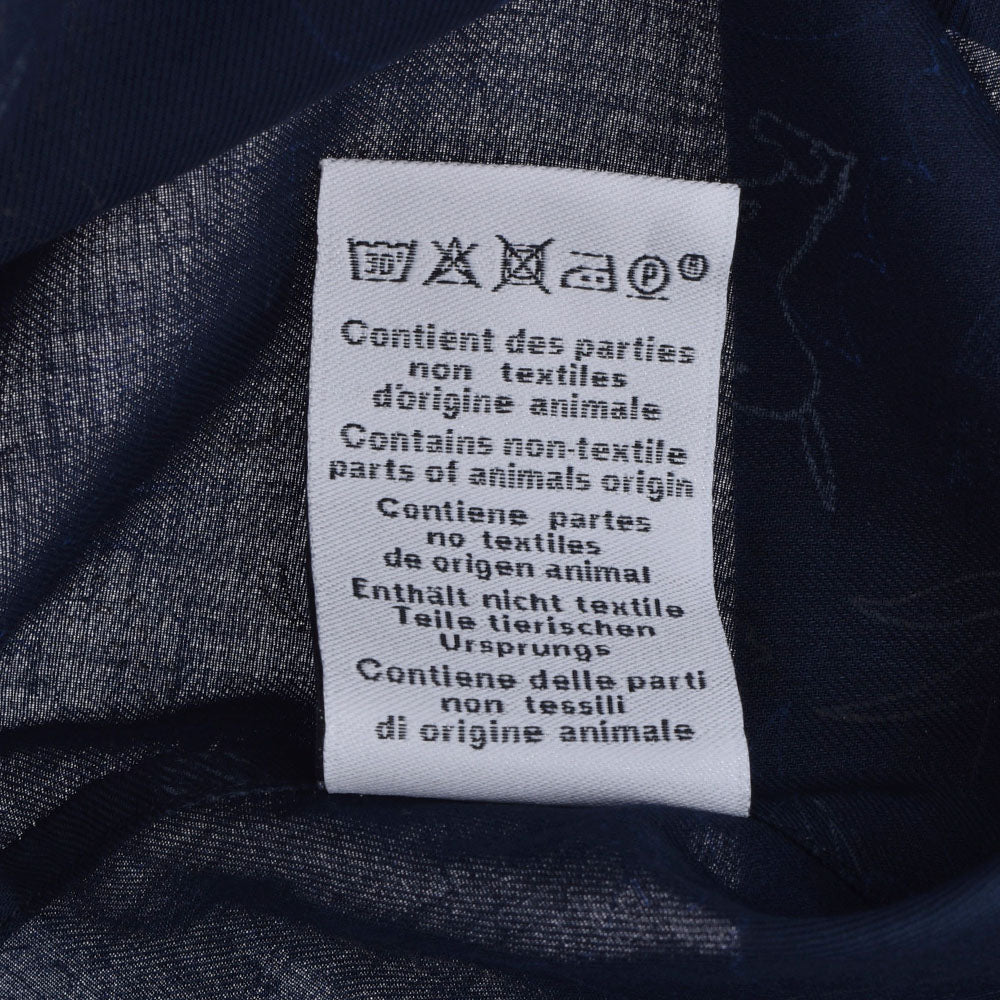 30° P
Contient des parties
non textiles
d'origine animale
Contains non-textile
parts of animals origin
Contiene partes
no textiles
de origen animal
Enthält nicht textile
Teile tierischen
Ursprungs
Contiene delle parti
non tessili
di origine animale